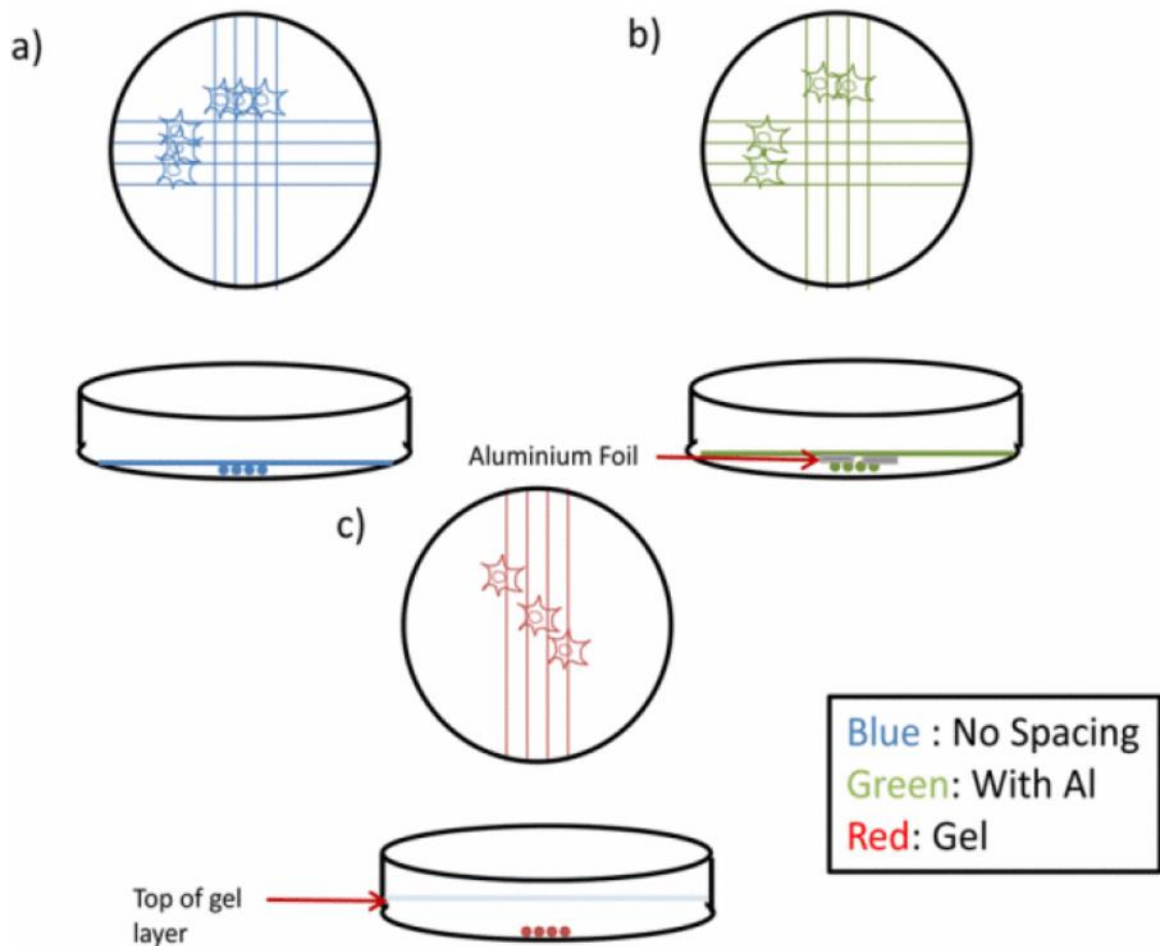 a)
b)
Aluminium Foil
c)
Blue : No Spacing
Green: With Al
Red: Gel
Top of gel
layer